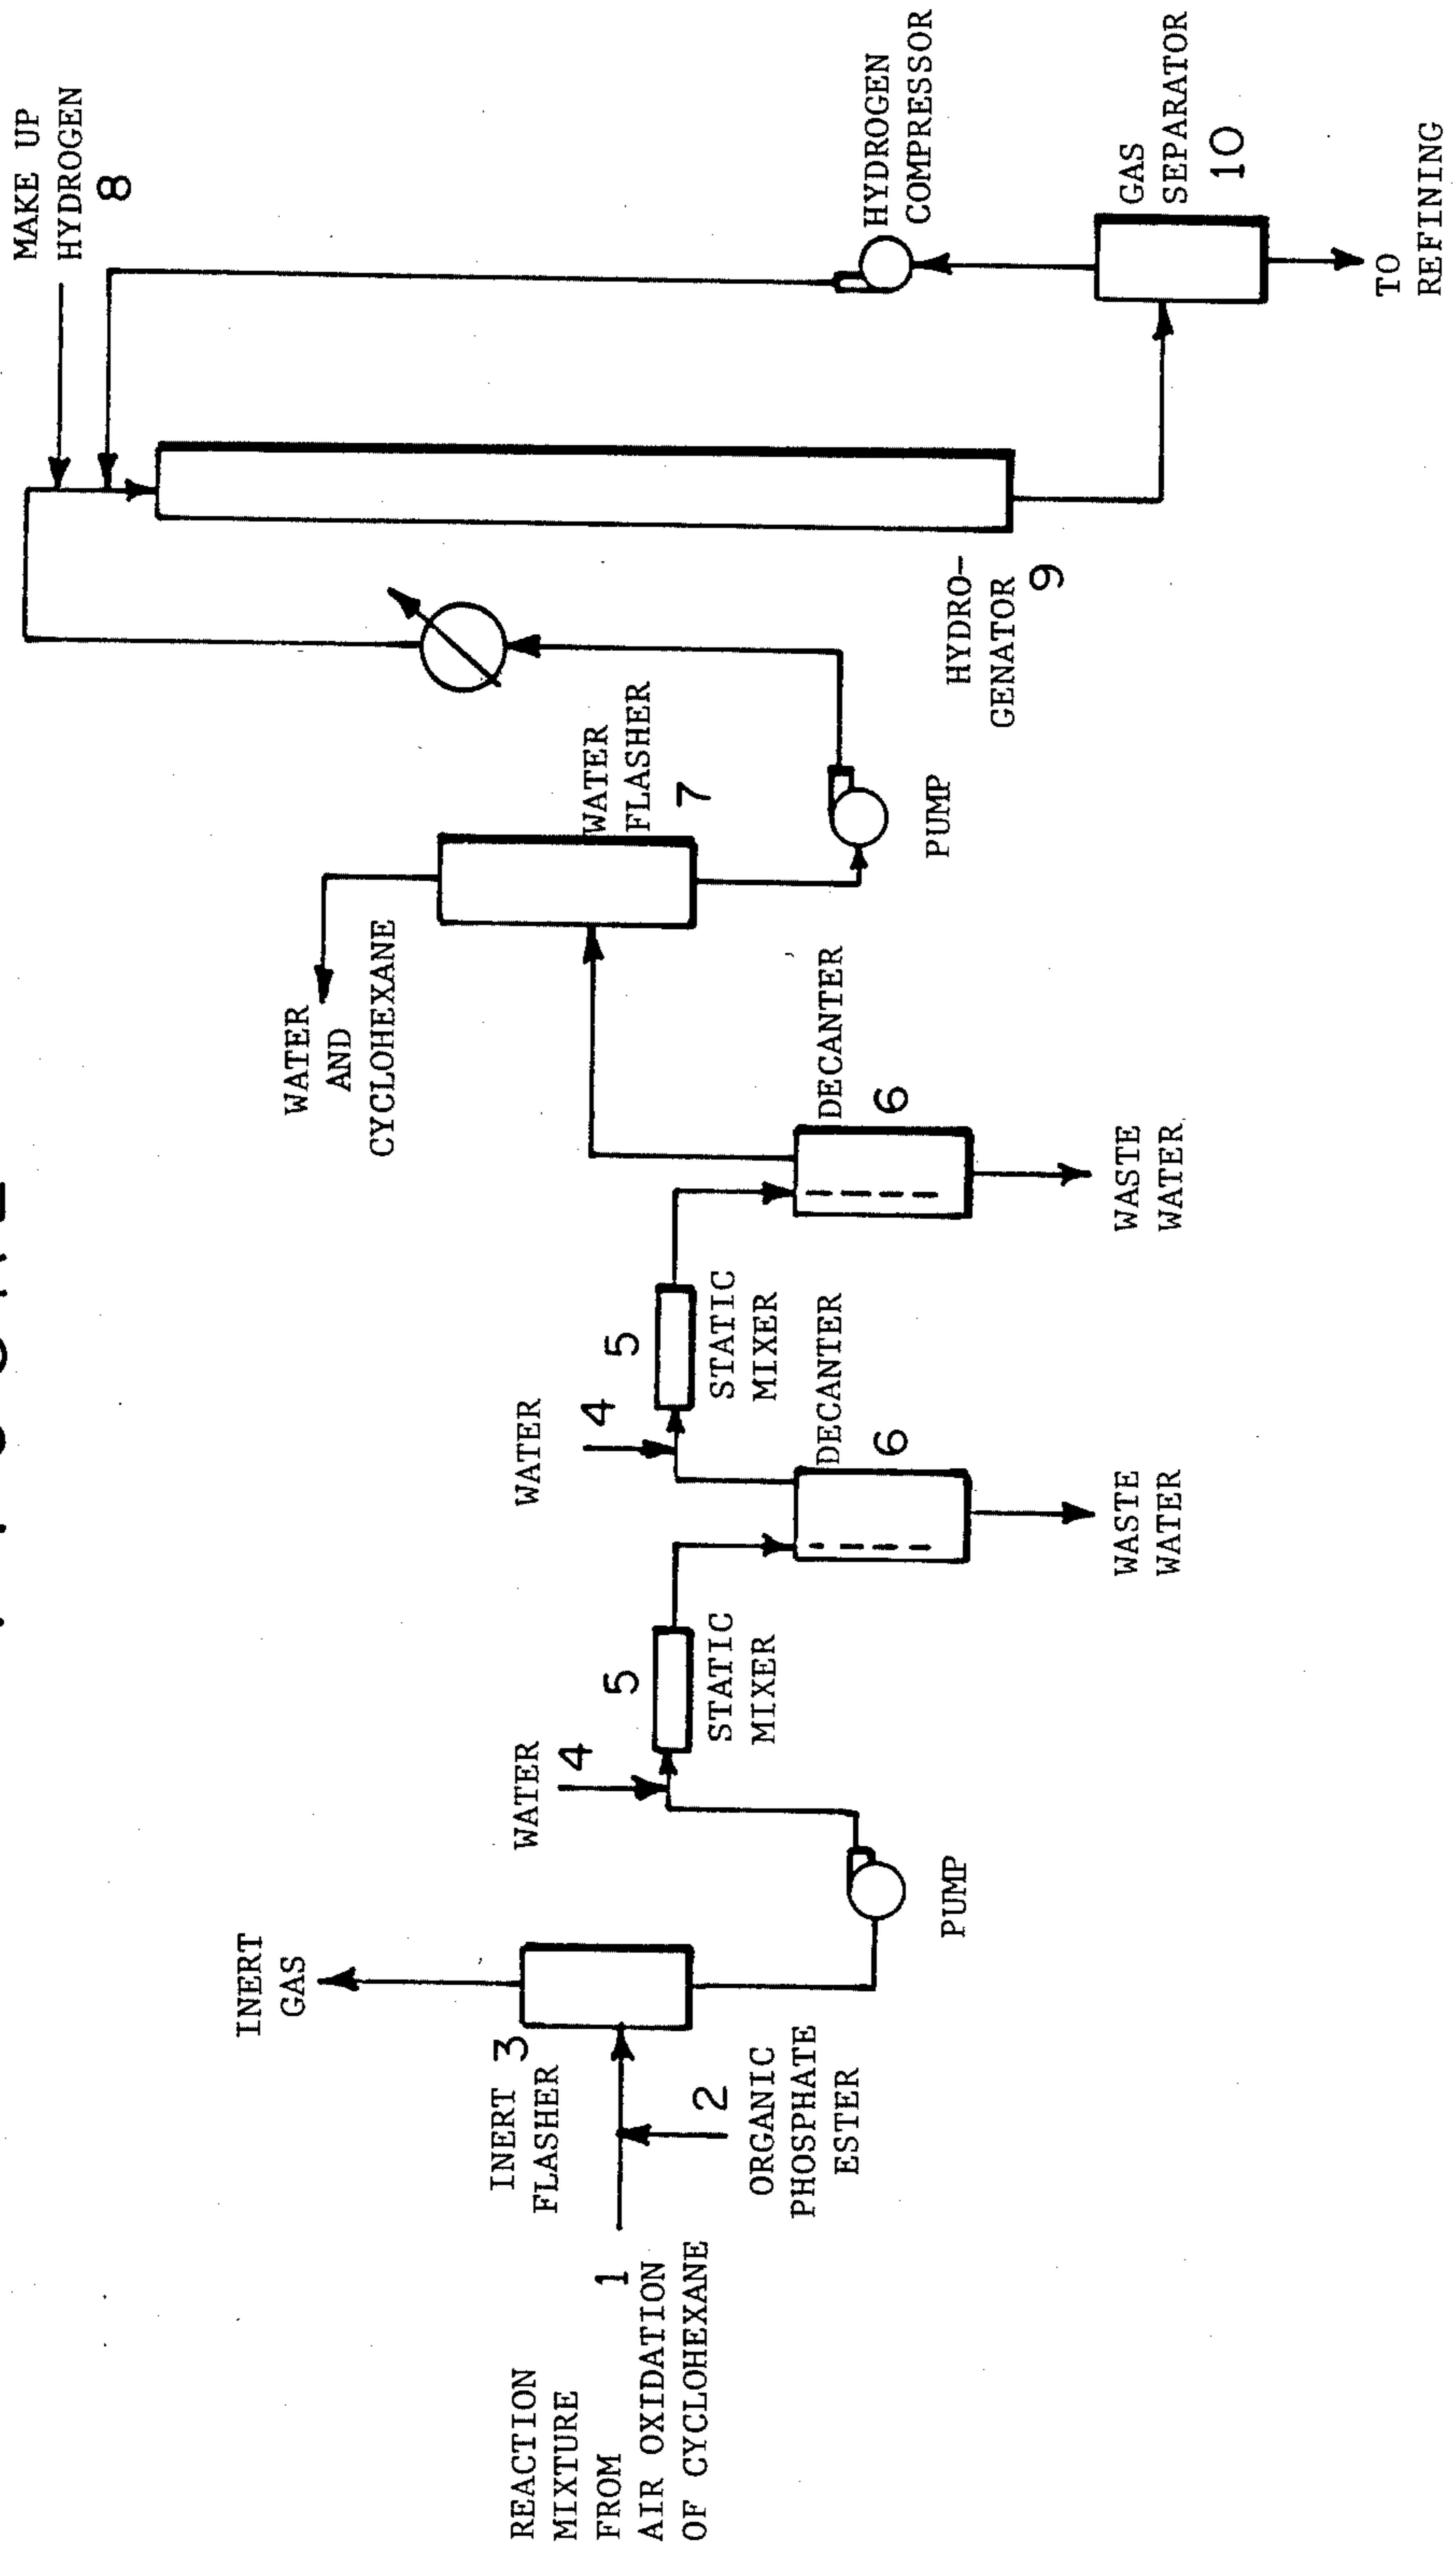 REACTION
MIXTURE
FROM
1
AIR OXIDATION
OF CYCLOHEXANE
2
ORGANIC
PHOSPHATE
ESTER
INERT 3
FLASHER
INERT
GAS
PUMP
WATER
4
5
STATIC
MIXER
DECANTER
6
WASTE
WATER
WATER
4
5
STATIC
MIXER
DECANTER
6
WASTE
WATER
WATER
AND
CYCLOHEXANE
WATER
FLASHER
7
PUMP
HYDRO-
GENATOR
9
MAKE UP
HYDROGEN
8
HYDROGEN
COMPRESSOR
GAS
SEPARATOR
10
TO
REFINING